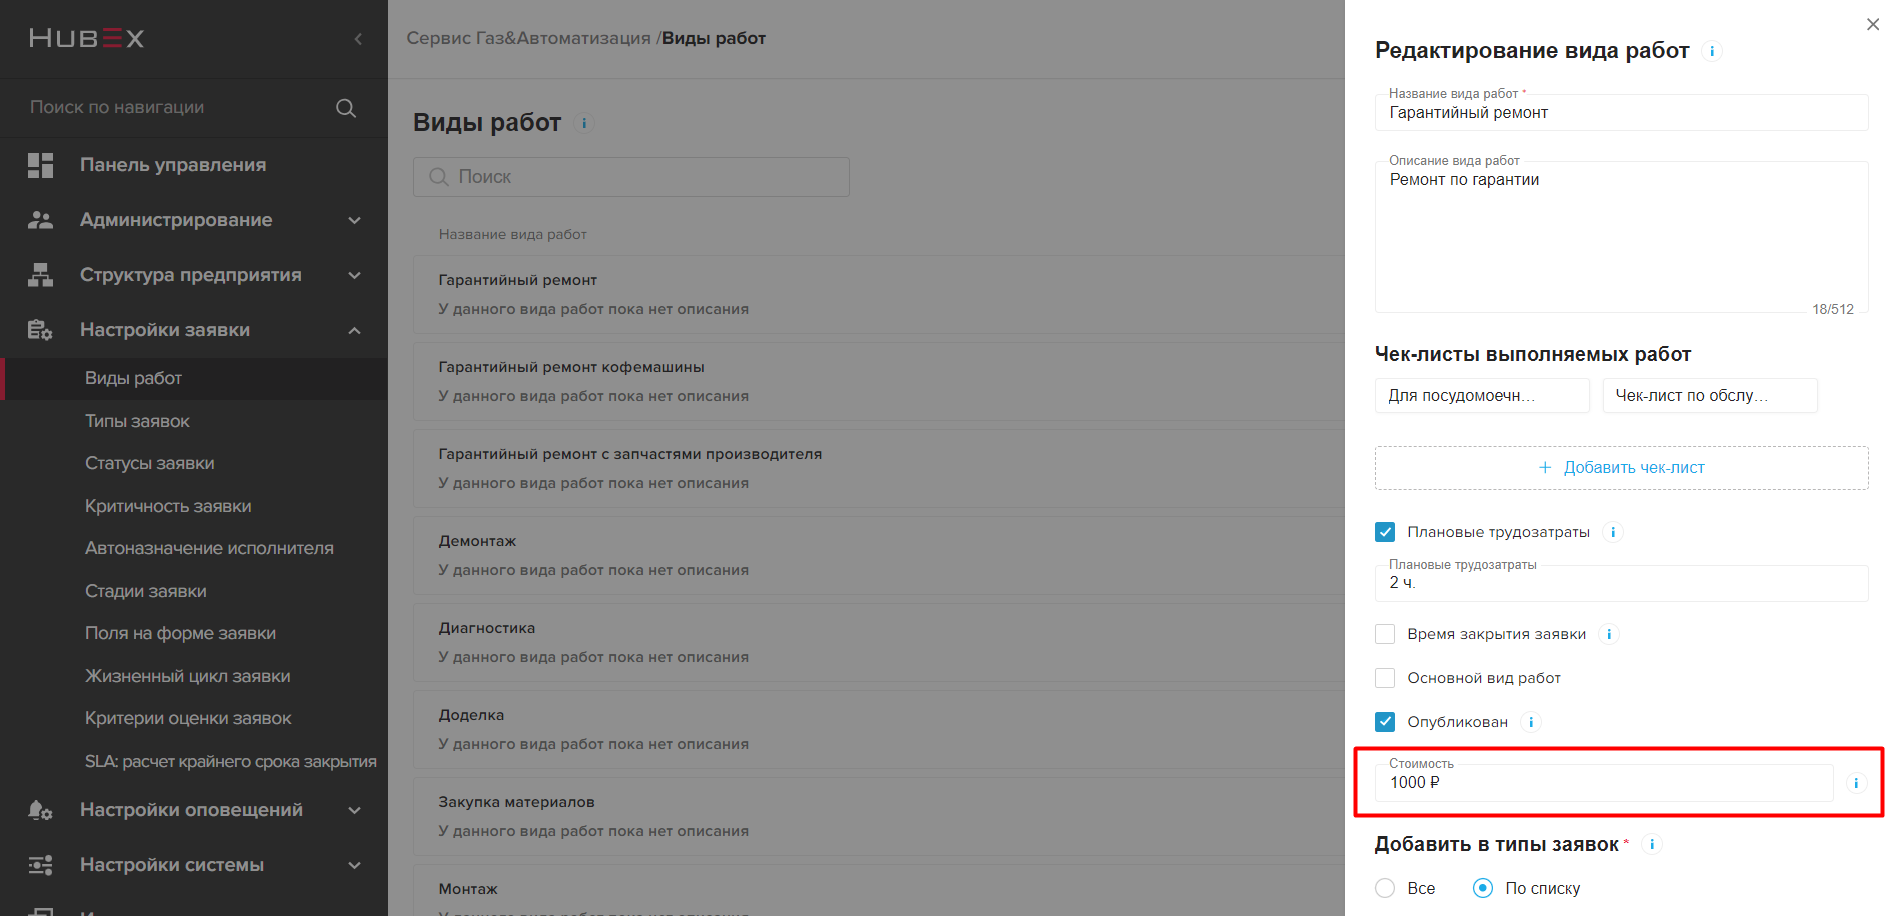 HUBEX
Поиск по навигации
Панель управления
Администрирование
Структура предприятия
Настройки заявки
Виды работ
Типы заявок
Статусы заявки
Критичность заявки
Автоназначение исполнителя
Стадии заявки
Поля на форме заявки
Жизненный цикл заявки
Критерии оценки заявок
SLA: расчет крайнего срока закрытия
Настройки оповещений
Настройки системы
Сервис Газ&Автоматизация /Виды работ
Виды работ
Поиск
Название вида работ
Гарантийный ремонт
У данного вида работ пока нет описания
Гарантийный ремонт кофемашины
У данного вида работ пока нет описания
Гарантийный ремонт с запчастями производителя
У данного вида работ пока нет описания
Демонтаж
У данного вида работ пока нет описания
Диагностика
У данного вида работ пока нет описания
Доделка
У данного вида работ пока нет описания
Закупка материалов
У данного вида работ пока нет описания
Монтаж
Редактирование вида работ
Название вида работ *
Гарантийный ремонт
Описание вида работ
Ремонт по гарантии
18/512
Чек-листы выполняемых работ
Для посудомоечн...
Чек-лист по обслу...
+ Добавить чек-лист
Плановые трудозатраты
Плановые трудозатраты
2 ч.
Время закрытия заявки
Основной вид работ
Опубликован
Стоимость
1000 ₽
Добавить в типы заявок *
Все
По списку